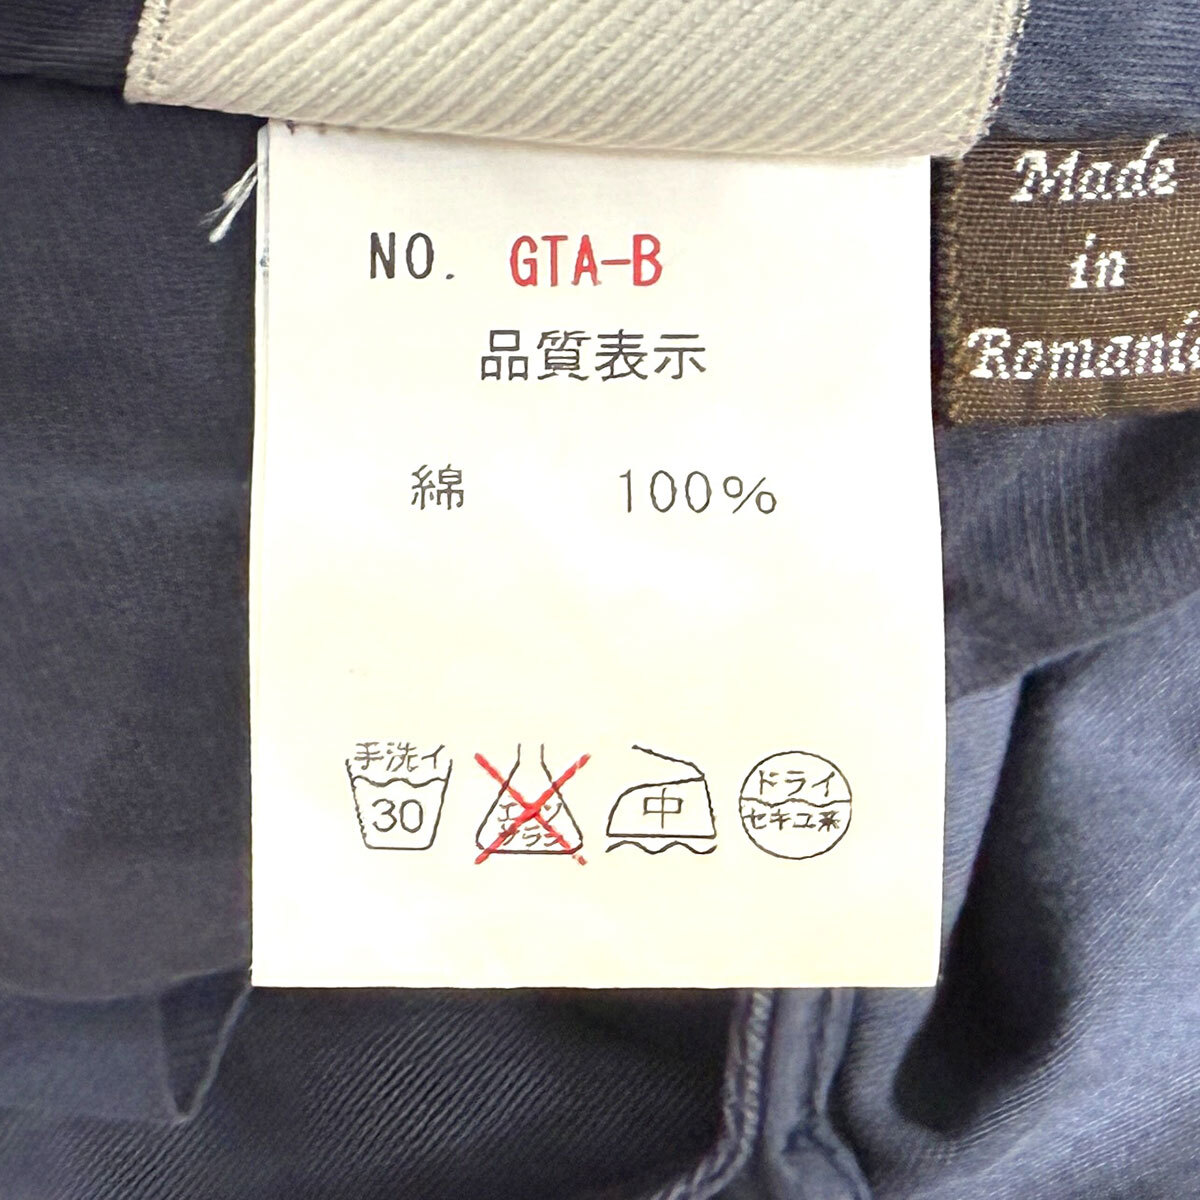 NO. GTA-B
品質表示
綿 100%
手洗イ
30
エンソ
サラシ
中
ドライ
セキユ系
Made
in
Romania